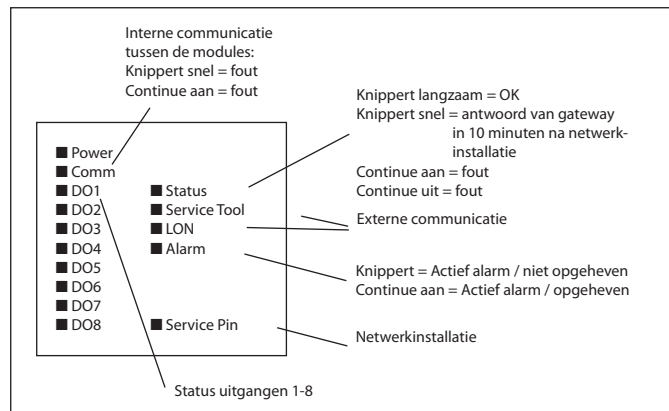 Interne communicatie
tussen de modules:
Knippert snel = fout
Continue aan = fout
Knippert langzaam = OK
Knippert snel = antwoord van gateway
in 10 minuten na netwerk-
installatie
Continue aan = fout
Continue uit = fout
Externe communicatie
Knippert = Actief alarm / niet opgeheven
Continue aan = Actief alarm / opgeheven
Netwerkinstallatie
Power
Comm
DO1
DO2
DO3
DO4
DO5
DO6
DO7
DO8
Status
Service Tool
LON
Alarm
Service Pin
Status uitgangen 1-8